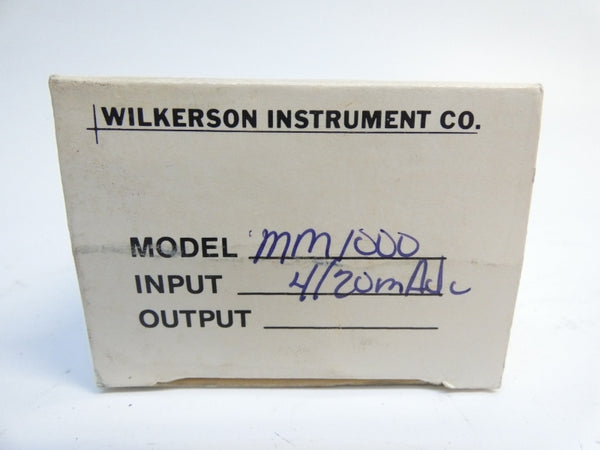 WILKERSON INSTRUMENT CO.
MODEL MM1000
INPUT 4/20mAdc
OUTPUT